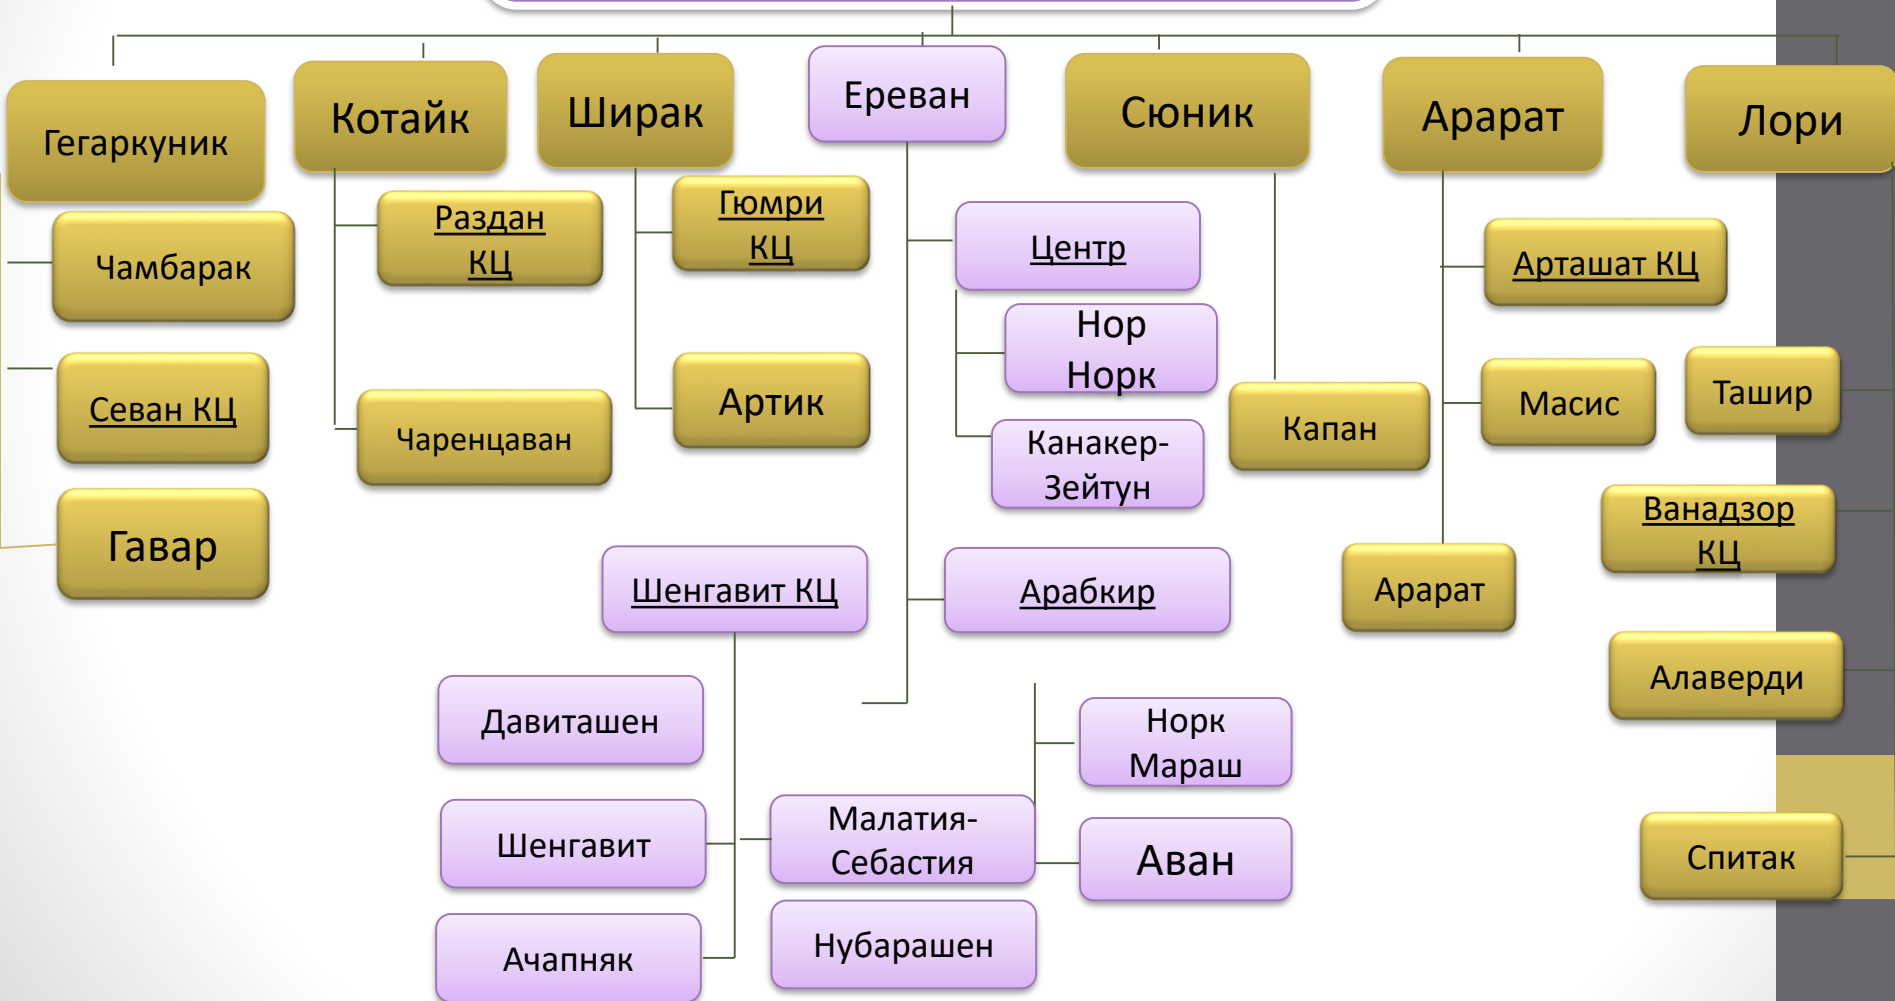 Гегаркуник
Котайк
Ширак
Ереван
Сюник
Арарат
Лори
Чамбарак
Севан КЦ
Гавар
Раздан
КЦ
Чаренцаван
Гюмри
КЦ
Артик
Центр
Нор
Норк
Канакер-
Зейтун
Капан
Арташат КЦ
Масис
Арарат
Ташир
Ванадзор
КЦ
Алаверди
Спитак
Шенгавит КЦ
Арабкир
Давиташен
Шенгавит
Ачапняк
Малатия-
Себастия
Нубарашен
Норк
Мараш
Аван